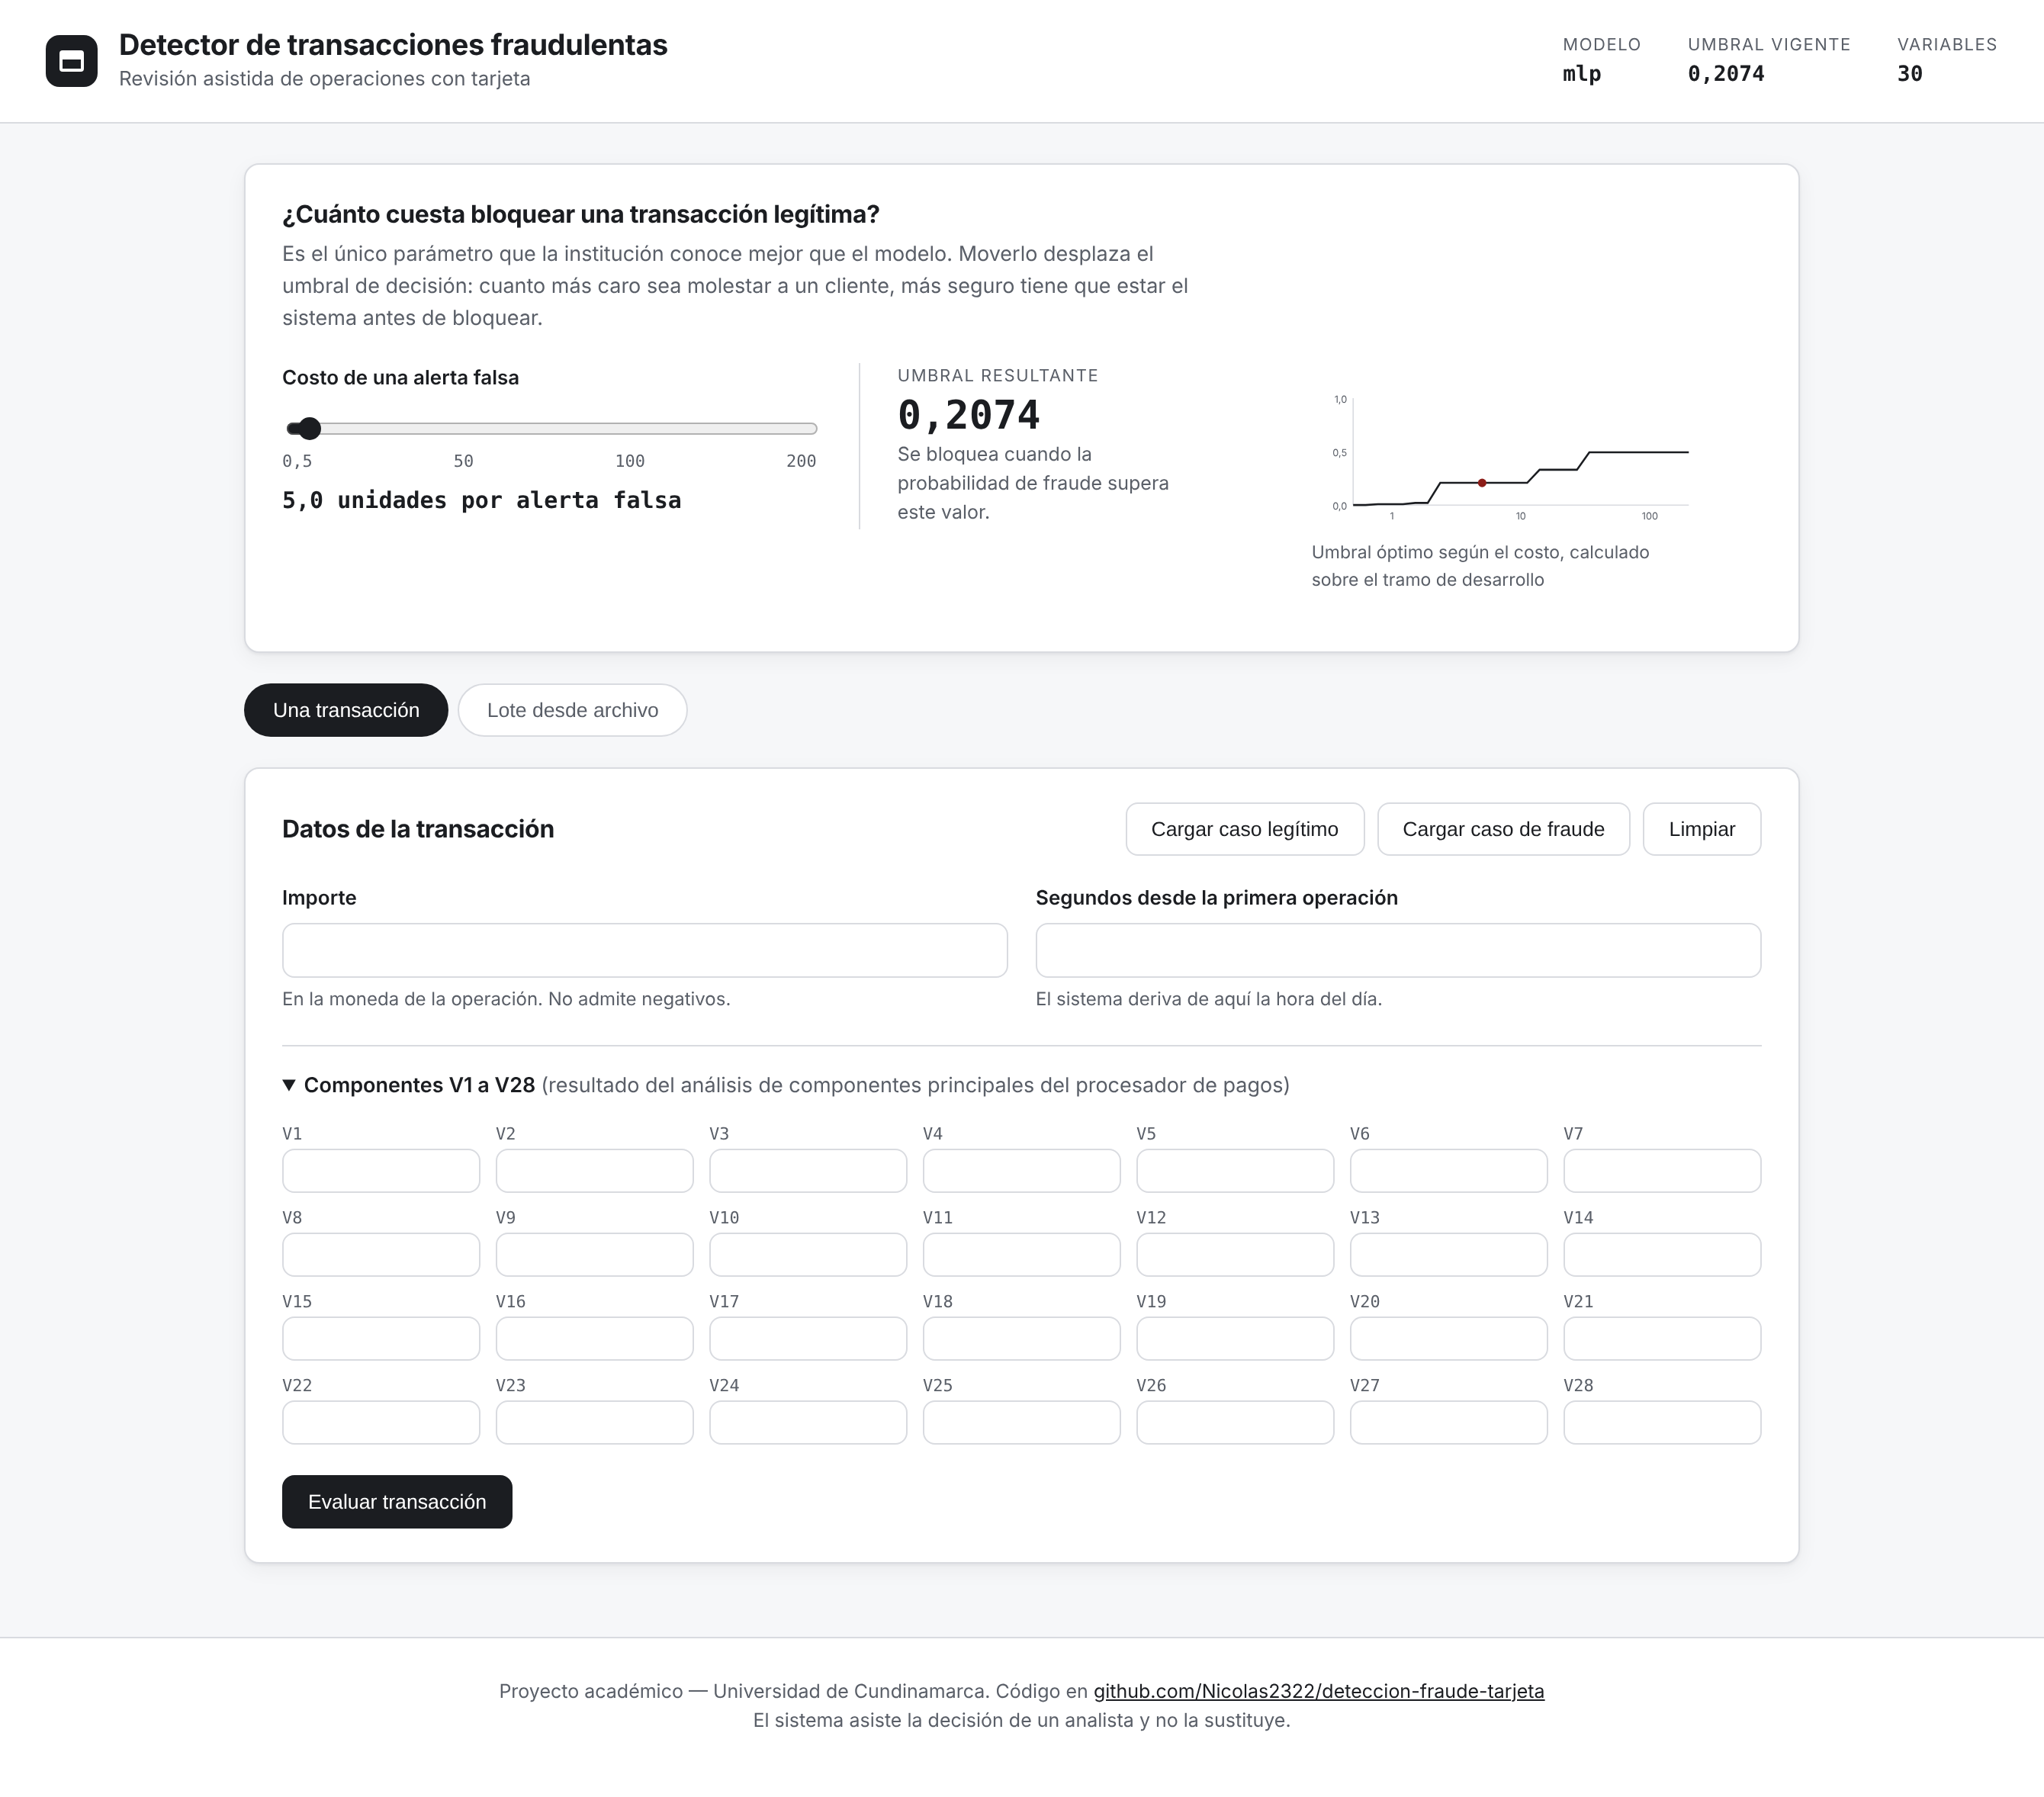 Detector de transacciones fraudulentas
Revisión asistida de operaciones con tarjeta
MODELO
mlp
UMBRAL VIGENTE
0,2074
VARIABLES
30
¿Cuánto cuesta bloquear una transacción legítima?
Es el único parámetro que la institución conoce mejor que el modelo. Moverlo desplaza el
umbral de decisión: cuanto más caro sea molestar a un cliente, más seguro tiene que estar el
sistema antes de bloquear.
Costo de una alerta falsa
0,5 50 100 200
5,0 unidades por alerta falsa
UMBRAL RESULTANTE
0,2074
Se bloquea cuando la
probabilidad de fraude supera
este valor.
1,0
0,5
0,0
1 10 100
Umbral óptimo según el costo, calculado
sobre el tramo de desarrollo
Una transacción
Lote desde archivo
Datos de la transacción
Cargar caso legítimo
Cargar caso de fraude
Limpiar
Importe
En la moneda de la operación. No admite negativos.
Segundos desde la primera operación
El sistema deriva de aquí la hora del día.
▼ Componentes V1 a V28 (resultado del análisis de componentes principales del procesador de pagos)
V1 V2 V3 V4 V5 V6 V7
V8 V9 V10 V11 V12 V13 V14
V15 V16 V17 V18 V19 V20 V21
V22 V23 V24 V25 V26 V27 V28
Evaluar transacción
Proyecto académico — Universidad de Cundinamarca. Código en github.com/Nicolas2322/deteccion-fraude-tarjeta
El sistema asiste la decisión de un analista y no la sustituye.